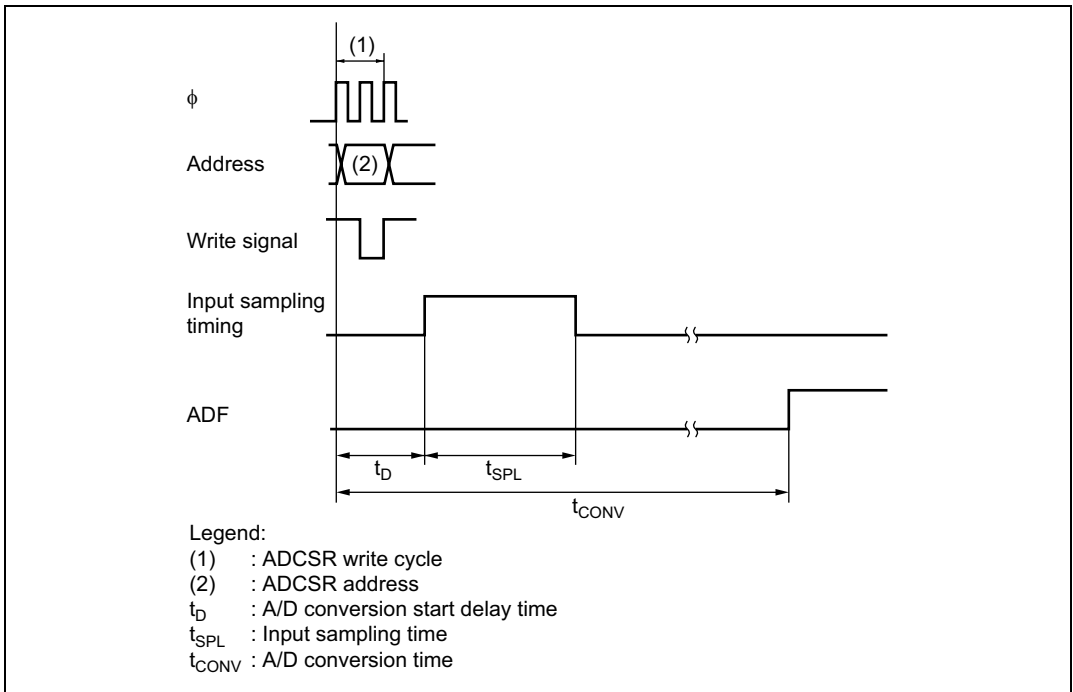 (1)
ϕ
Address
(2)
Write signal
Input sampling
timing
ADF
tD
tSPL
tCONV
Legend:
(1) : ADCSR write cycle
(2) : ADCSR address
tD : A/D conversion start delay time
tSPL : Input sampling time
tCONV : A/D conversion time